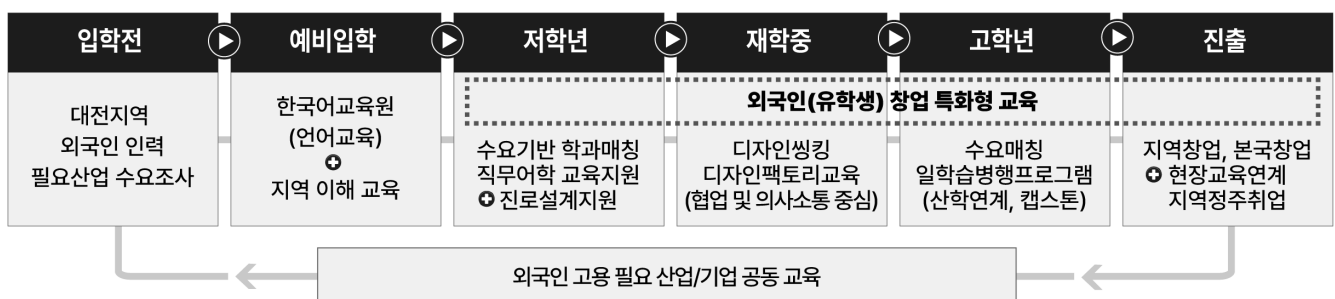 입학전
예비입학
저학년
재학중
고학년
진출
외국인(유학생) 창업 특화형 교육
대전지역
외국인 인력
필요산업 수요조사
한국어교육원
(언어교육)
지역 이해 교육
수요기반 학과매칭
직무어학 교육지원
진로설계지원
디자인씽킹
디자인팩토리교육
(협업 및 의사소통 중심)
수요매칭
일학습병행프로그램
(산학연계, 캡스톤)
지역창업, 본국창업
현장교육연계
지역정주취업
외국인 고용 필요 산업/기업 공동 교육